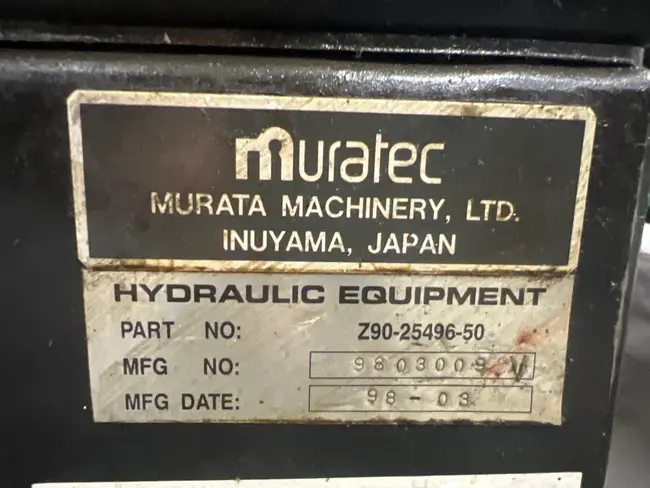 muratec
MURATA MACHINERY, LTD.
INUYAMA, JAPAN
HYDRAULIC EQUIPMENT
PART NO: Z90-25496-50
MFG NO: 9803009 V
MFG DATE: 98-03